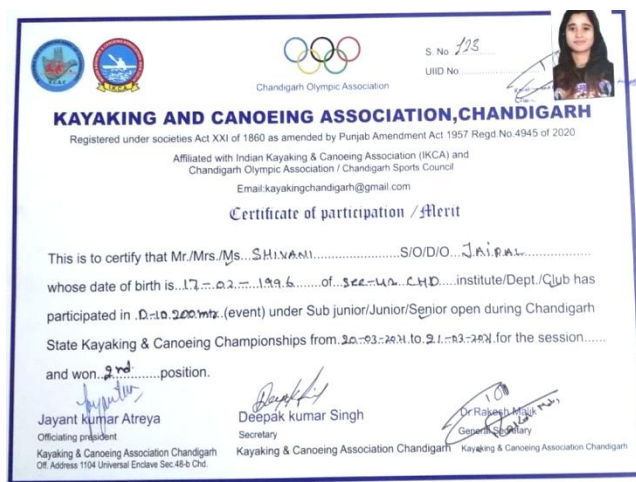 S. No 123
UIID No.
Chandigarh Olympic Association
KAYAKING AND CANOEING ASSOCIATION,CHANDIGARH
Registered under societies Act XXI of 1860 as amended by Punjab Amendment Act 1957 Regd.No.4945 of 2020
Affiliated with Indian Kayaking & Canoeing Association (IKCA) and
Chandigarh Olympic Association / Chandigarh Sports Council
Email:kayakingchandigarh@gmail.com
Certificate of participation / Merit
This is to certify that Mr./Mrs./Ms...SHIVANI.....................S/O/D/O...JAIPAL...............
whose date of birth is..17-02-1996......of..Sec-42 CHD....institute/Dept./Club has
participated in .D-10.200mtr.(event) under Sub junior/Junior/Senior open during Chandigarh
State Kayaking & Canoeing Championships from.20-03-2021.to.21-03-2021.for the session......
and won..2nd............position.
Jayant kumar Atreya
Officiating president
Kayaking & Canoeing Association Chandigarh
Off. Address 1104 Universal Enclave Sec.48-b Chd.
Deepak kumar Singh
Secretary
Kayaking & Canoeing Association Chandigarh
Dr.Rakesh Malik
General Secretary
Kayaking & Canoeing Association Chandigarh